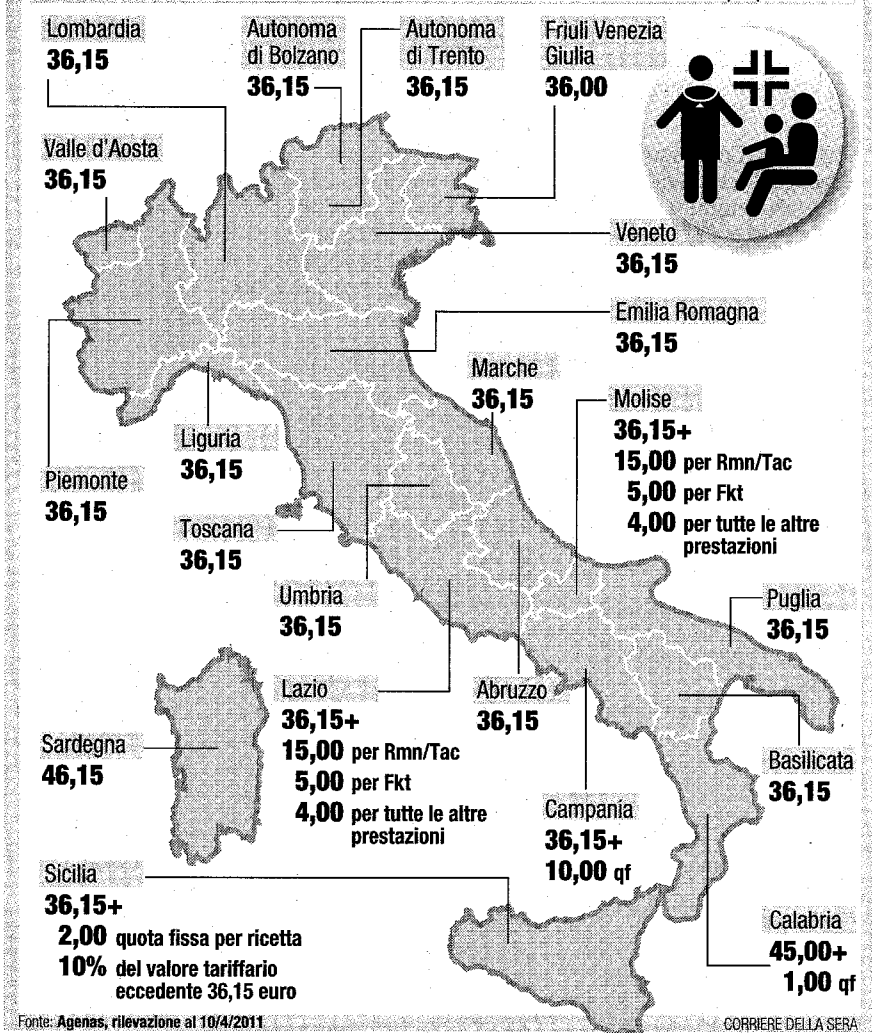 Lombardia
36,15
Autonoma
di Bolzano
36,15
Autonoma
di Trento
36,15
Friuli Venezia
Giulia
36,00
Valle d'Aosta
36,15
Veneto
36,15
Emilia Romagna
36,15
Marche
36,15
Molise
36,15+
15,00 per Rmn/Tac
5,00 per Fkt
4,00 per tutte le altre
prestazioni
Liguria
36,15
Piemonte
36,15
Toscana
36,15
Umbria
36,15
Puglia
36,15
Lazio
36,15+
15,00 per Rmn/Tac
5,00 per Fkt
4,00 per tutte le altre
prestazioni
Abruzzo
36,15
Sardegna
46,15
Basilicata
36,15
Campania
36,15+
10,00 qf
Sicilia
36,15+
2,00 quota fissa per ricetta
10% del valore tariffario
eccedente 36,15 euro
Calabria
45,00+
1,00 qf
Fonte: Agenas, rilevazione al 10/4/2011
CORRIERE DELLA SERA